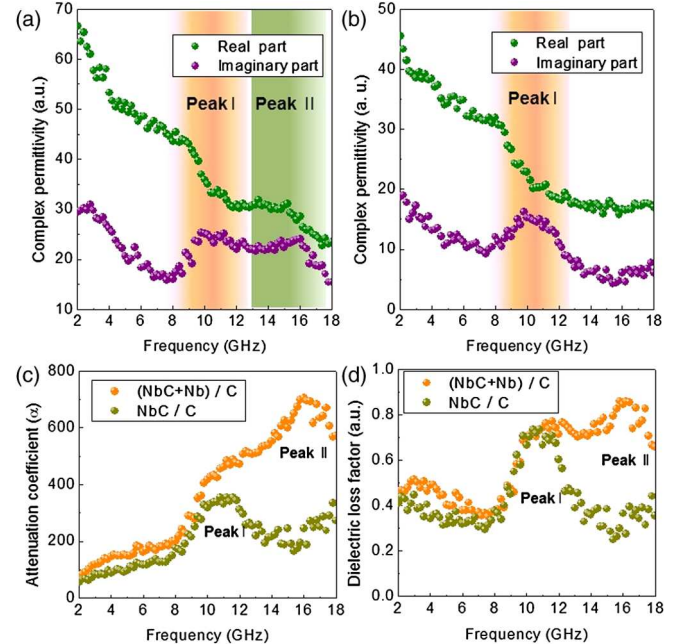 (a)
70
60
50
40
30
20
10
Complex permittivity (a.u.)
Real part
Imaginary part
Peak I
Peak II
2 4 6 8 10 12 14 16 18
Frequency (GHz)
(b)
50
40
30
20
10
0
Complex permittivity (a. u.)
Real part
Imaginary part
Peak I
2 4 6 8 10 12 14 16 18
Frequency (GHz)
(c)
800
600
400
200
0
Attenuation coefficient (α)
(NbC+Nb) / C
NbC / C
Peak II
Peak I
2 4 6 8 10 12 14 16 18
Frequency (GHz)
(d)
1.0
0.8
0.6
0.4
0.2
0.0
Dielectric loss factor (a.u.)
(NbC+Nb) / C
NbC / C
Peak II
Peak I
2 4 6 8 10 12 14 16 18
Frequency (GHz)